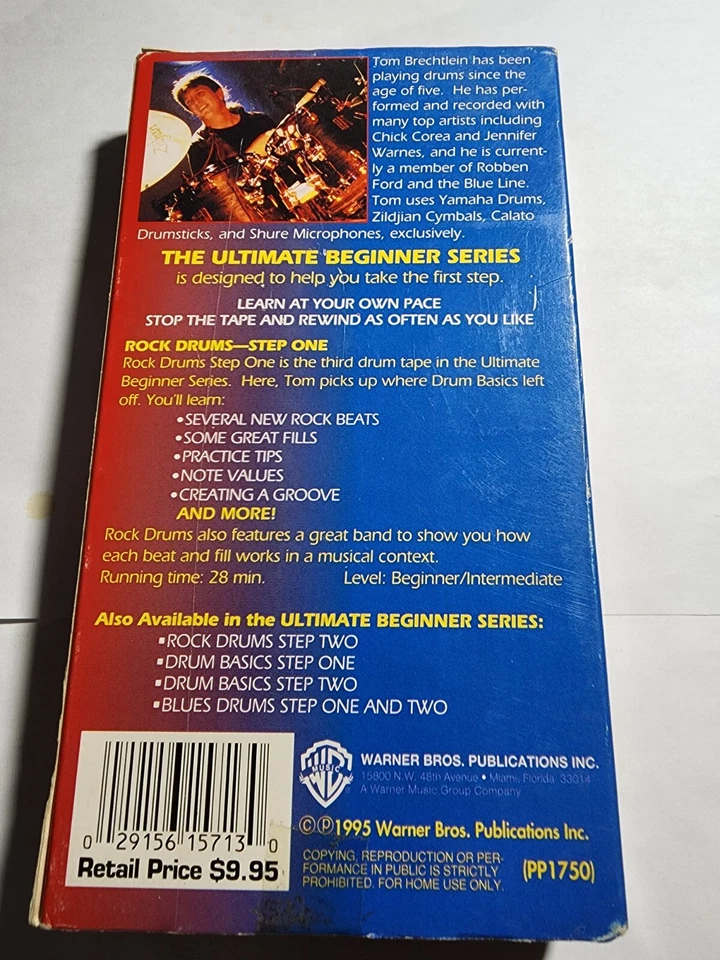 Tom Brechtlein has been
playing drums since the
age of five. He has per-
formed and recorded with
many top artists including
Chick Corea and Jennifer
Warnes, and he is current-
ly a member of Robben
Ford and the Blue Line.
Tom uses Yamaha Drums,
Zildjian Cymbals, Calato
Drumsticks, and Shure Microphones, exclusively.
THE ULTIMATE BEGINNER SERIES
is designed to help you take the first step.
LEARN AT YOUR OWN PACE
STOP THE TAPE AND REWIND AS OFTEN AS YOU LIKE
ROCK DRUMS—STEP ONE
Rock Drums Step One is the third drum tape in the Ultimate
Beginner Series. Here, Tom picks up where Drum Basics left
off. You'll learn:
•SEVERAL NEW ROCK BEATS
•SOME GREAT FILLS
•PRACTICE TIPS
•NOTE VALUES
•CREATING A GROOVE
AND MORE!
Rock Drums also features a great band to show you how
each beat and fill works in a musical context.
Running time: 28 min. Level: Beginner/Intermediate
Also Available in the ULTIMATE BEGINNER SERIES:
▪ROCK DRUMS STEP TWO
▪DRUM BASICS STEP ONE
▪DRUM BASICS STEP TWO
▪BLUES DRUMS STEP ONE AND TWO
0 29156 15713 0
Retail Price $9.95
MUSIC
WARNER BROS. PUBLICATIONS INC.
15800 N.W. 48th Avenue • Miami, Florida 33014
A Warner Music Group Company
©℗1995 Warner Bros. Publications Inc.
COPYING, REPRODUCTION OR PER-
FORMANCE IN PUBLIC IS STRICTLY
PROHIBITED. FOR HOME USE ONLY.
(PP1750)